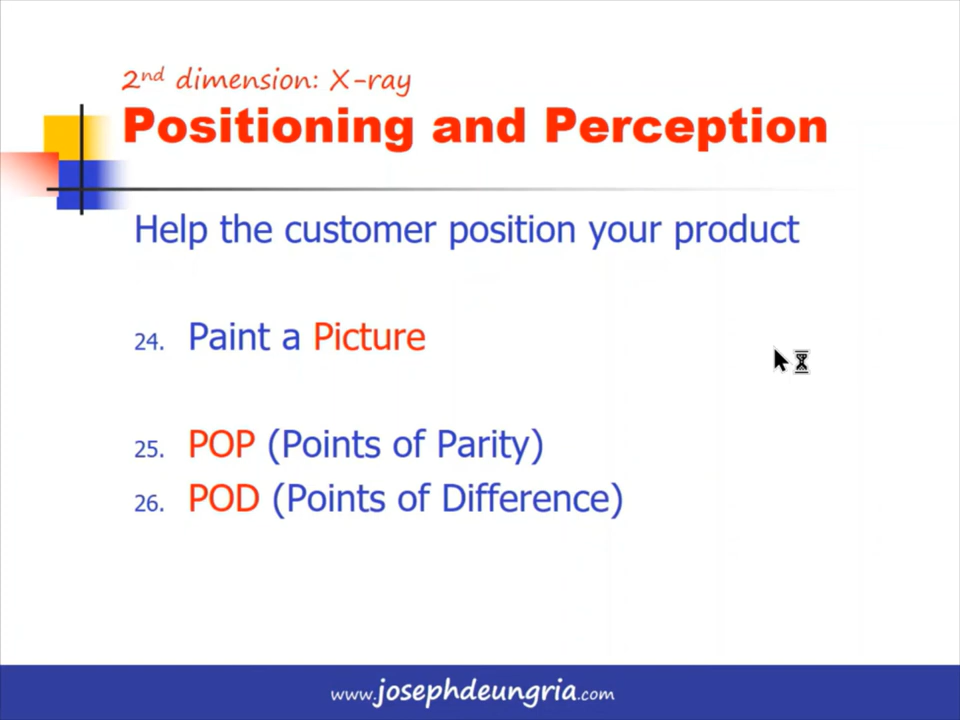 2nd dimension: X-ray
Positioning and Perception
Help the customer position your product
24. Paint a Picture
25. POP (Points of Parity)
26. POD (Points of Difference)
www.josephdeungria.com